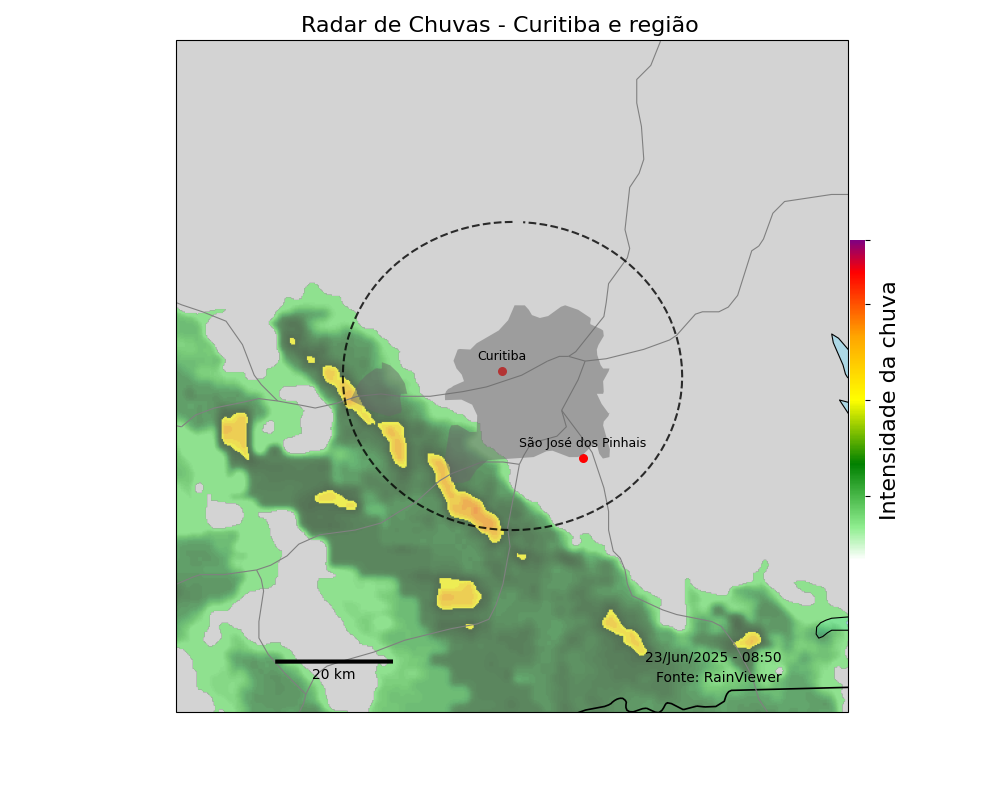 Radar de Chuvas - Curitiba e região
Curitiba
São José dos Pinhais
Intensidade da chuva
20 km
23/Jun/2025 - 08:50
Fonte: RainViewer